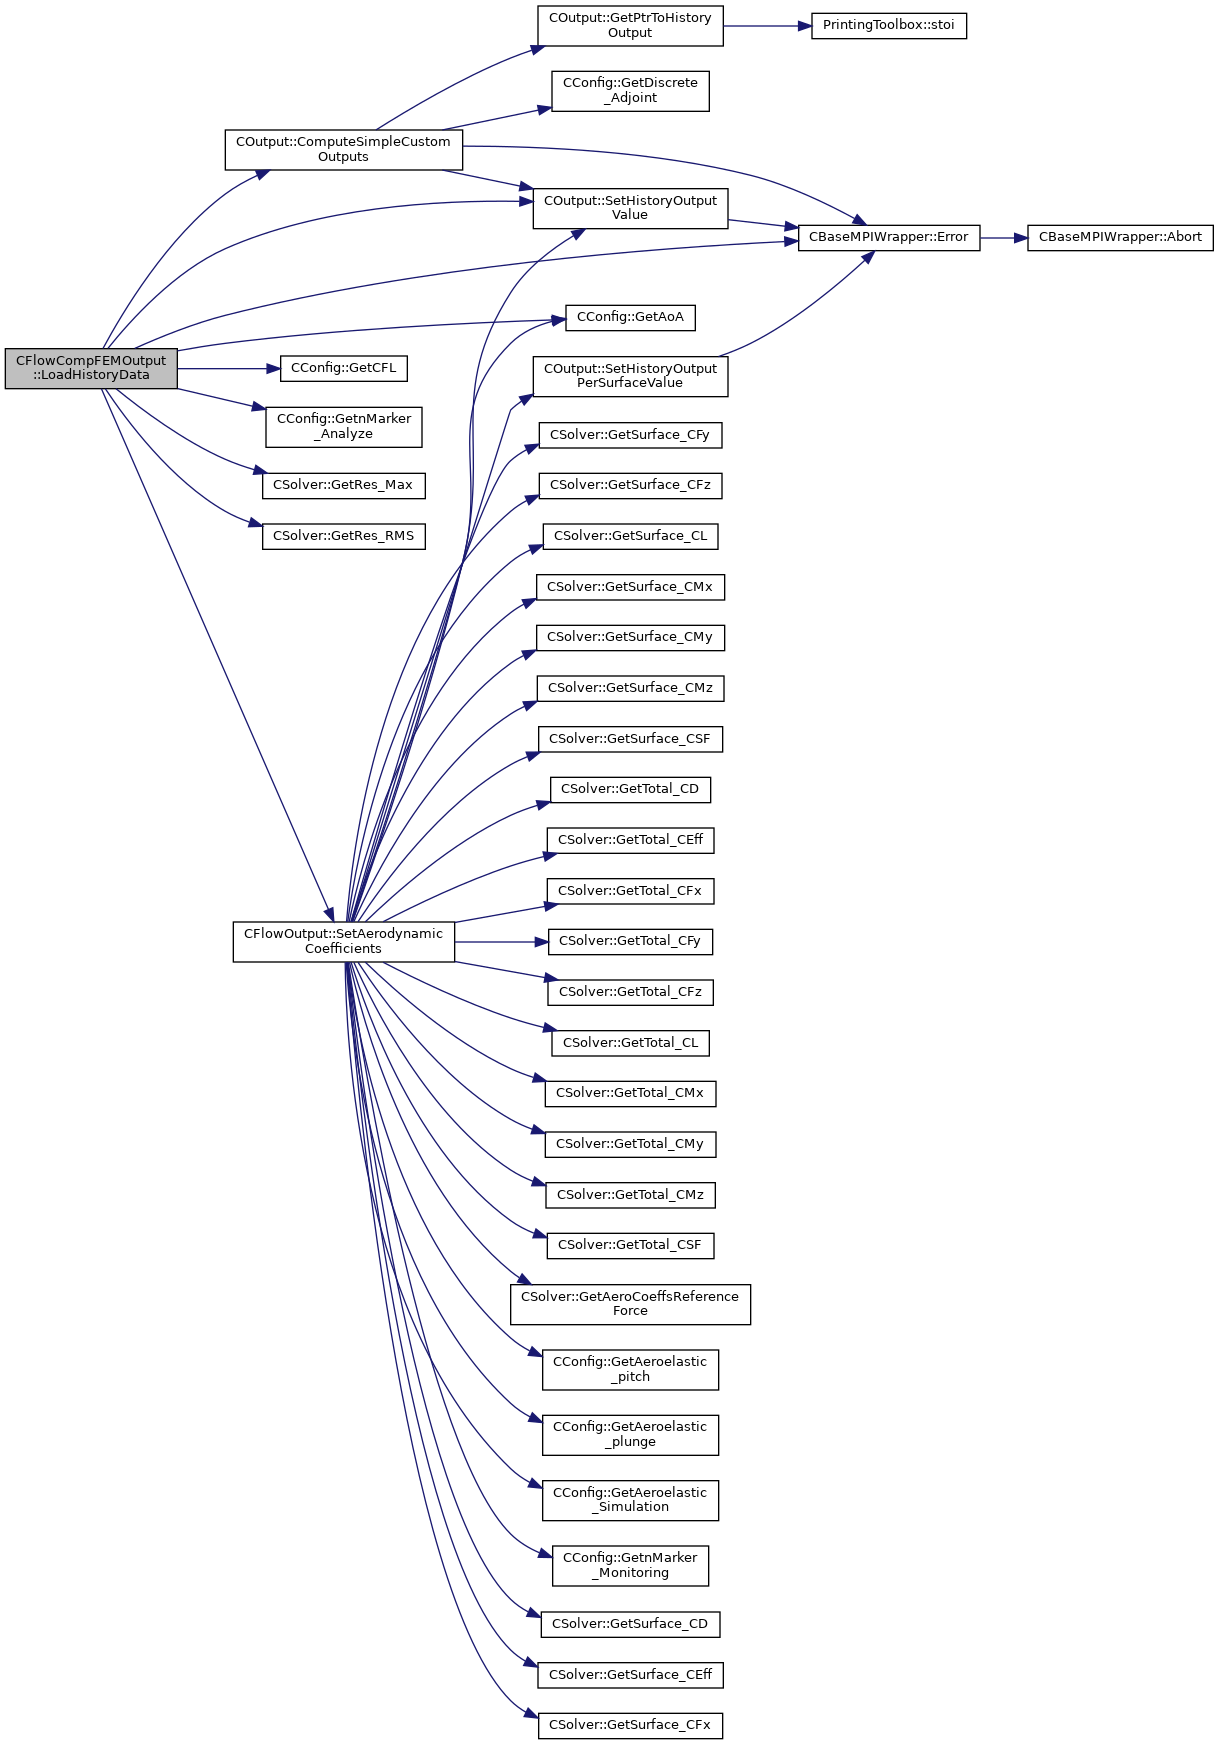 COutput::GetPtrToHistory
Output
PrintingToolbox::stoi
CConfig::GetDiscrete
_Adjoint
COutput::ComputeSimpleCustom
Outputs
COutput::SetHistoryOutput
Value
CBaseMPIWrapper::Error
CBaseMPIWrapper::Abort
CConfig::GetAoA
CFlowCompFEMOutput
::LoadHistoryData
CConfig::GetCFL
COutput::SetHistoryOutput
PerSurfaceValue
CConfig::GetnMarker
_Analyze
CSolver::GetSurface_CFy
CSolver::GetRes_Max
CSolver::GetSurface_CFz
CSolver::GetRes_RMS
CSolver::GetSurface_CL
CSolver::GetSurface_CMx
CSolver::GetSurface_CMy
CSolver::GetSurface_CMz
CSolver::GetSurface_CSF
CSolver::GetTotal_CD
CSolver::GetTotal_CEff
CSolver::GetTotal_CFx
CFlowOutput::SetAerodynamic
Coefficients
CSolver::GetTotal_CFy
CSolver::GetTotal_CFz
CSolver::GetTotal_CL
CSolver::GetTotal_CMx
CSolver::GetTotal_CMy
CSolver::GetTotal_CMz
CSolver::GetTotal_CSF
CSolver::GetAeroCoeffsReference
Force
CConfig::GetAeroelastic
_pitch
CConfig::GetAeroelastic
_plunge
CConfig::GetAeroelastic
_Simulation
CConfig::GetnMarker
_Monitoring
CSolver::GetSurface_CD
CSolver::GetSurface_CEff
CSolver::GetSurface_CFx